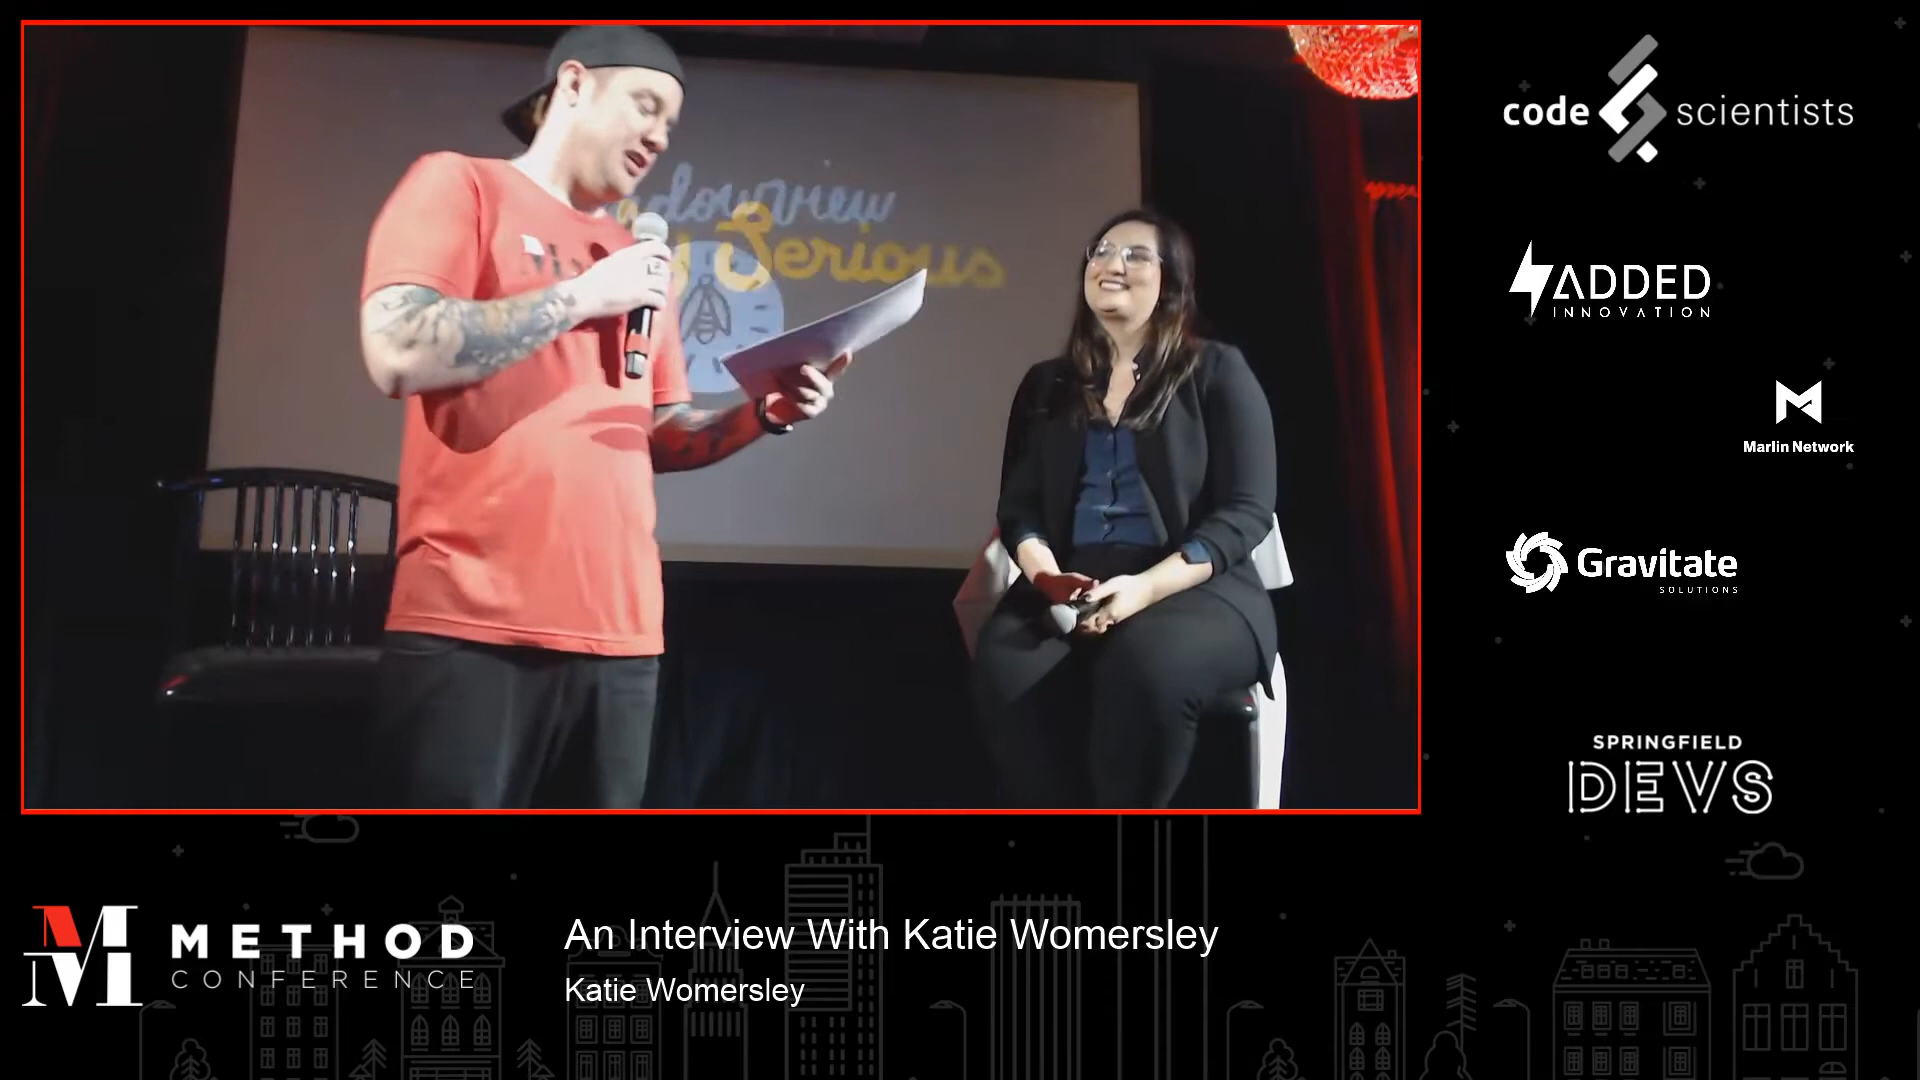 Serious
code scientists
ADDED
INNOVATION
Marlin Network
Gravitate
SOLUTIONS
SPRINGFIELD
DEVS
METHOD
CONFERENCE
An Interview With Katie Womersley
Katie Womersley